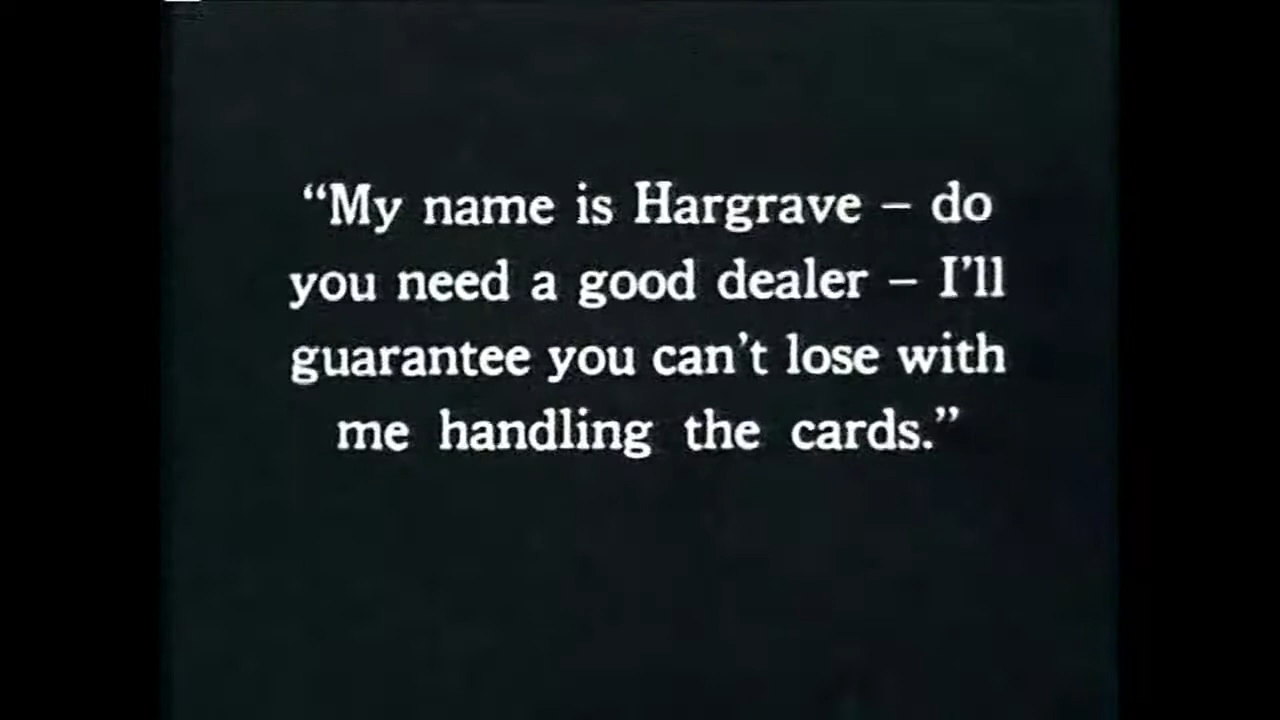 “My name is Hargrave – do
you need a good dealer – I’ll
guarantee you can’t lose with
me handling the cards.”